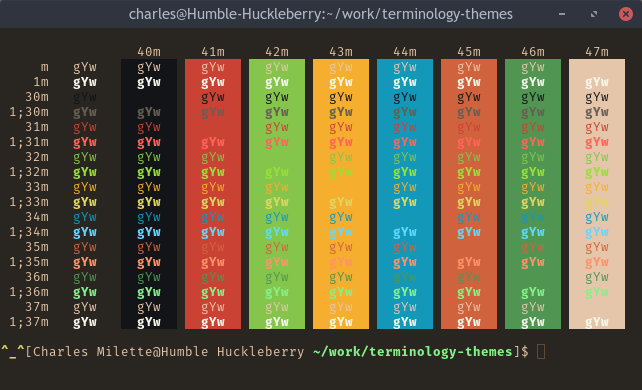 charles@Humble-Huckleberry:~/work/terminology-themes
40m 41m 42m 43m 44m 45m 46m 47m
m gYw gYw gYw gYw gYw gYw gYw gYw
1m gYw gYw gYw gYw gYw gYw gYw gYw gYw
30m gYw gYw gYw gYw gYw gYw gYw gYw
1;30m gYw gYw gYw gYw gYw gYw gYw gYw gYw
31m gYw gYw gYw gYw gYw gYw gYw gYw
1;31m gYw gYw gYw gYw gYw gYw gYw gYw gYw
32m gYw gYw gYw gYw gYw gYw gYw gYw
1;32m gYw gYw gYw gYw gYw gYw gYw gYw gYw
33m gYw gYw gYw gYw gYw gYw gYw gYw
1;33m gYw gYw gYw gYw gYw gYw gYw gYw gYw
34m gYw gYw gYw gYw gYw gYw gYw gYw
1;34m gYw gYw gYw gYw gYw gYw gYw gYw gYw
35m gYw gYw gYw gYw gYw gYw gYw gYw
1;35m gYw gYw gYw gYw gYw gYw gYw gYw gYw
36m gYw gYw gYw gYw gYw gYw gYw gYw
1;36m gYw gYw gYw gYw gYw gYw gYw gYw gYw
37m gYw gYw gYw gYw gYw gYw gYw gYw
1;37m gYw gYw gYw gYw gYw gYw gYw gYw gYw
^_^[Charles Milette@Humble Huckleberry ~/work/terminology-themes]$